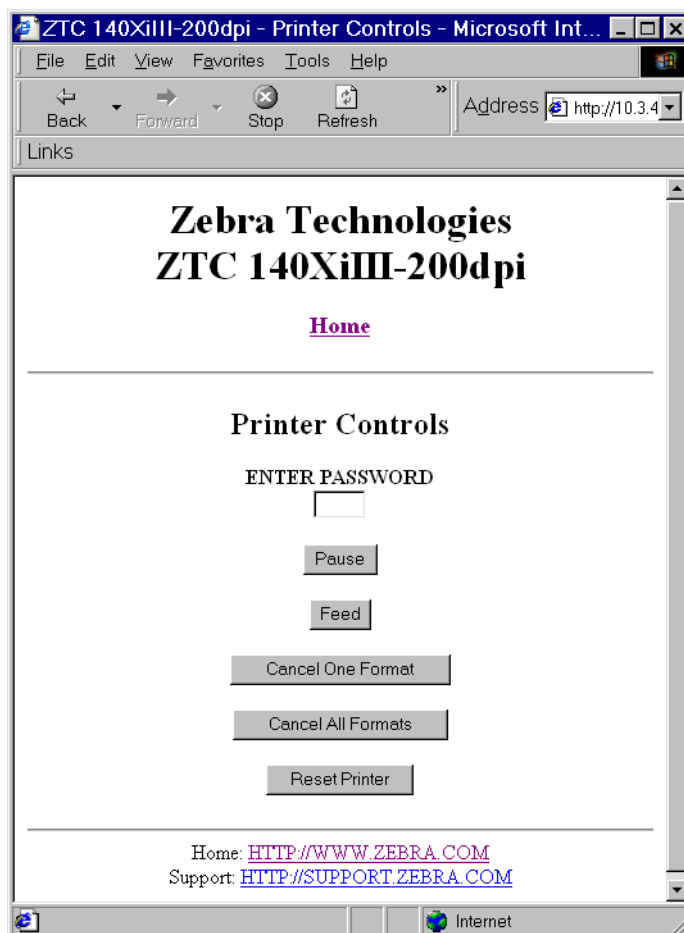 ZTC 140XiIII-200dpi - Printer Controls - Microsoft Int...
File Edit View Favorites Tools Help
Back Forward Stop Refresh » Address http://10.3.4
Links
Zebra Technologies
ZTC 140XiIII-200dpi
Home
Printer Controls
ENTER PASSWORD
Pause
Feed
Cancel One Format
Cancel All Formats
Reset Printer
Home: HTTP://WWW.ZEBRA.COM
Support: HTTP://SUPPORT.ZEBRA.COM
Internet